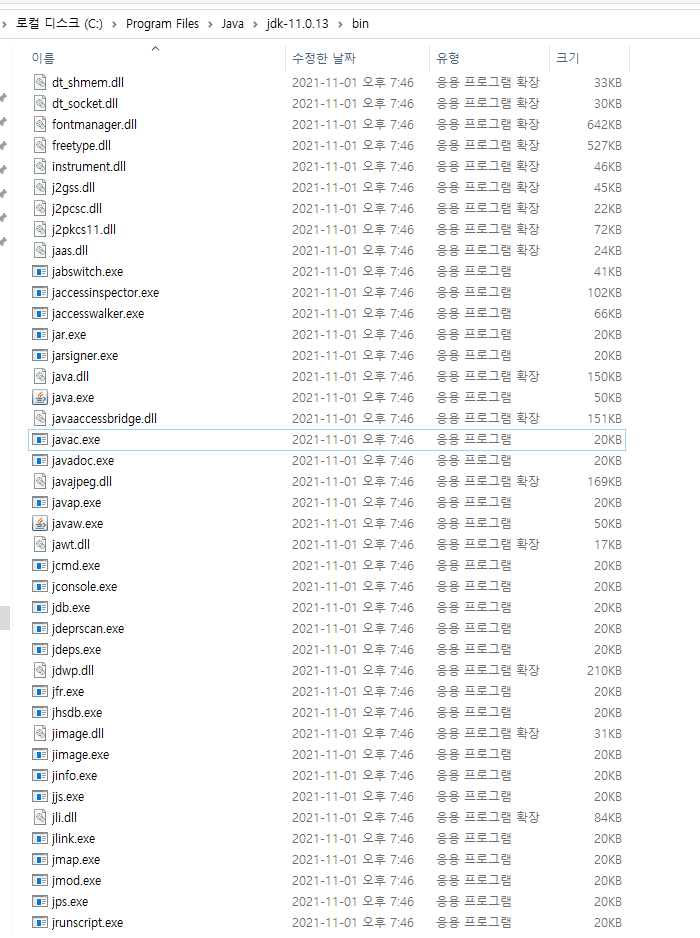 로컬 디스크 (C:) > Program Files > Java > jdk-11.0.13 > bin
이름 수정한 날짜 유형 크기
dt_shmem.dll 2021-11-01 오후 7:46 응용 프로그램 확장 33KB
dt_socket.dll 2021-11-01 오후 7:46 응용 프로그램 확장 30KB
fontmanager.dll 2021-11-01 오후 7:46 응용 프로그램 확장 642KB
freetype.dll 2021-11-01 오후 7:46 응용 프로그램 확장 527KB
instrument.dll 2021-11-01 오후 7:46 응용 프로그램 확장 46KB
j2gss.dll 2021-11-01 오후 7:46 응용 프로그램 확장 45KB
j2pcsc.dll 2021-11-01 오후 7:46 응용 프로그램 확장 22KB
j2pkcs11.dll 2021-11-01 오후 7:46 응용 프로그램 확장 72KB
jaas.dll 2021-11-01 오후 7:46 응용 프로그램 확장 24KB
jabswitch.exe 2021-11-01 오후 7:46 응용 프로그램 41KB
jaccessinspector.exe 2021-11-01 오후 7:46 응용 프로그램 102KB
jaccesswalker.exe 2021-11-01 오후 7:46 응용 프로그램 66KB
jar.exe 2021-11-01 오후 7:46 응용 프로그램 20KB
jarsigner.exe 2021-11-01 오후 7:46 응용 프로그램 20KB
java.dll 2021-11-01 오후 7:46 응용 프로그램 확장 150KB
java.exe 2021-11-01 오후 7:46 응용 프로그램 50KB
javaaccessbridge.dll 2021-11-01 오후 7:46 응용 프로그램 확장 151KB
javac.exe 2021-11-01 오후 7:46 응용 프로그램 20KB
javadoc.exe 2021-11-01 오후 7:46 응용 프로그램 20KB
javajpeg.dll 2021-11-01 오후 7:46 응용 프로그램 확장 169KB
javap.exe 2021-11-01 오후 7:46 응용 프로그램 20KB
javaw.exe 2021-11-01 오후 7:46 응용 프로그램 50KB
jawt.dll 2021-11-01 오후 7:46 응용 프로그램 확장 17KB
jcmd.exe 2021-11-01 오후 7:46 응용 프로그램 20KB
jconsole.exe 2021-11-01 오후 7:46 응용 프로그램 20KB
jdb.exe 2021-11-01 오후 7:46 응용 프로그램 20KB
jdeprscan.exe 2021-11-01 오후 7:46 응용 프로그램 20KB
jdeps.exe 2021-11-01 오후 7:46 응용 프로그램 20KB
jdwp.dll 2021-11-01 오후 7:46 응용 프로그램 확장 210KB
jfr.exe 2021-11-01 오후 7:46 응용 프로그램 20KB
jhsdb.exe 2021-11-01 오후 7:46 응용 프로그램 20KB
jimage.dll 2021-11-01 오후 7:46 응용 프로그램 확장 31KB
jimage.exe 2021-11-01 오후 7:46 응용 프로그램 20KB
jinfo.exe 2021-11-01 오후 7:46 응용 프로그램 20KB
jjs.exe 2021-11-01 오후 7:46 응용 프로그램 20KB
jli.dll 2021-11-01 오후 7:46 응용 프로그램 확장 84KB
jlink.exe 2021-11-01 오후 7:46 응용 프로그램 20KB
jmap.exe 2021-11-01 오후 7:46 응용 프로그램 20KB
jmod.exe 2021-11-01 오후 7:46 응용 프로그램 20KB
jps.exe 2021-11-01 오후 7:46 응용 프로그램 20KB
jrunscript.exe 2021-11-01 오후 7:46 응용 프로그램 20KB